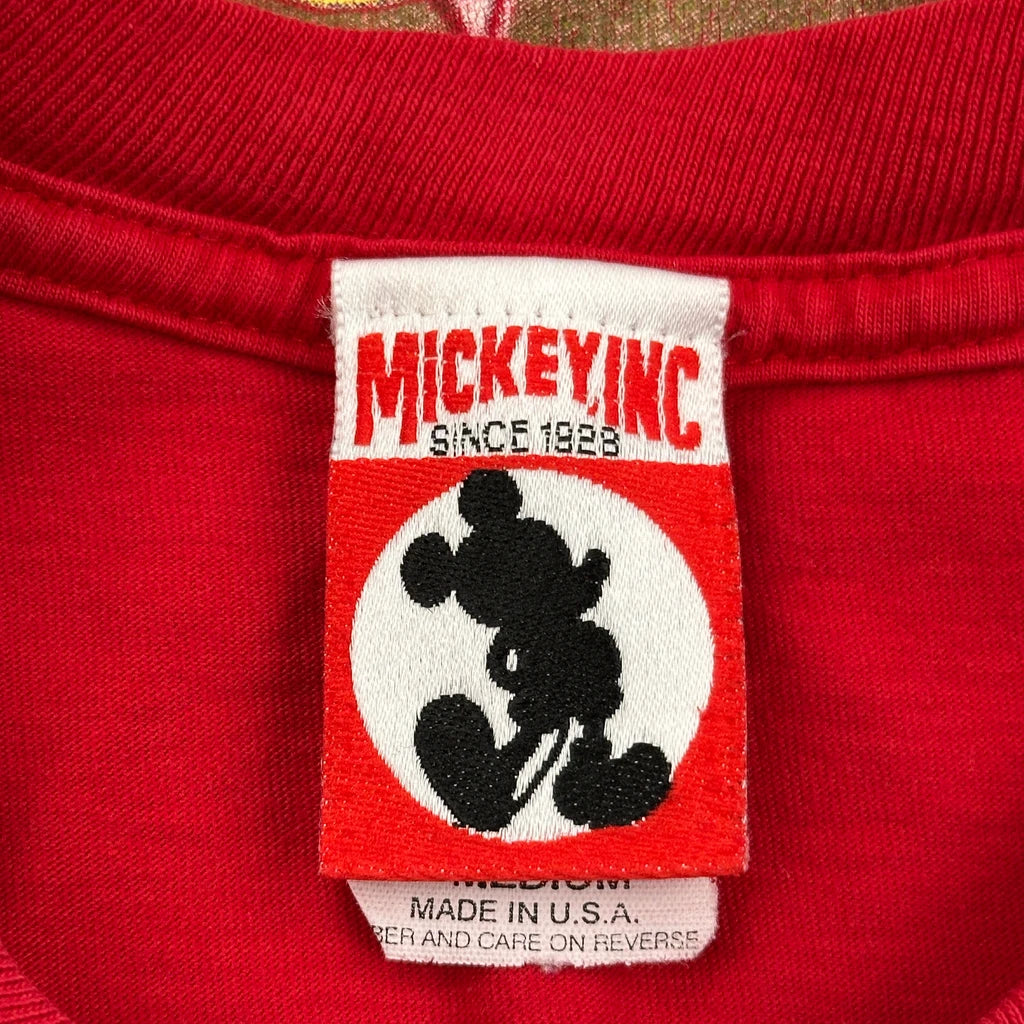 MICKEY, INC
SINCE 1928
MEDIUM
MADE IN U.S.A.
BER AND CARE ON REVERSE